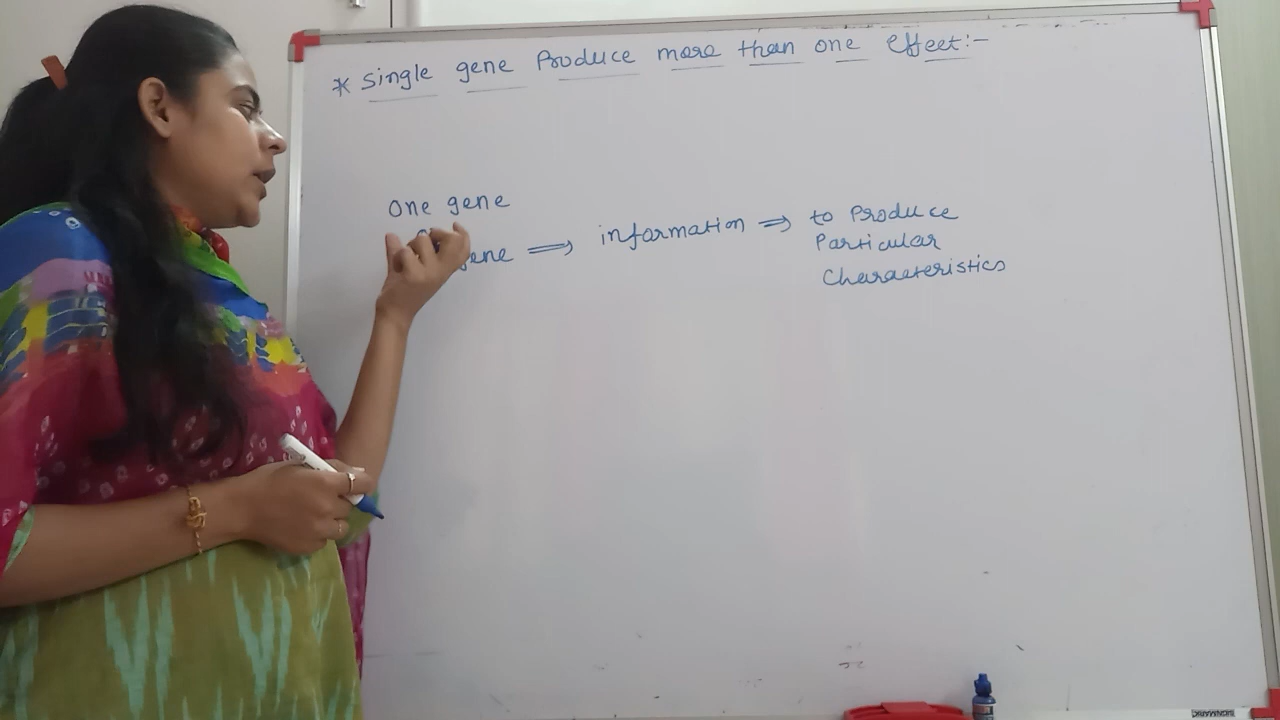 * Single gene Produce more than one effect:-
One gene
gene ⇒ information ⇒ to Produce
Particular
Characteristics